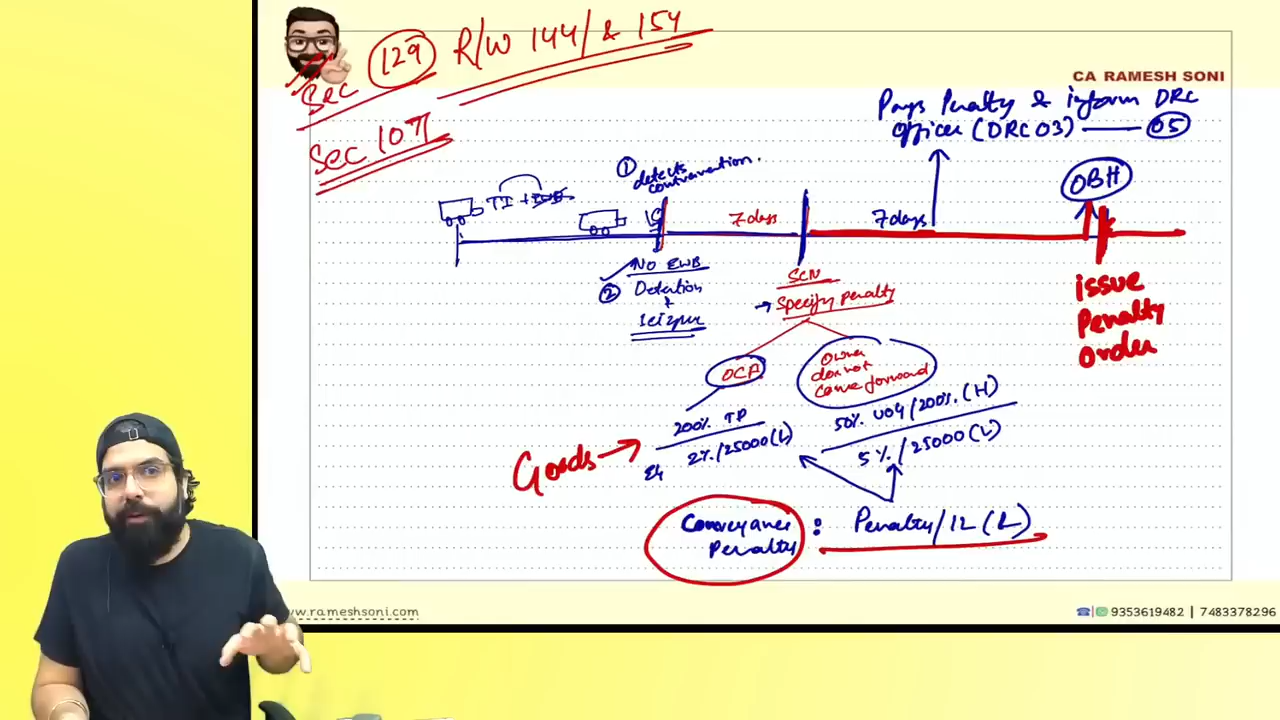 Sec 129 R/W 144/ & 154
Sec 107
CA RAMESH SONI
Pays Penalty & inform DRC
officer (DRC 03) — 05
OBH
① detects
contravention.
TI +
7 days
7 days
NO EWB
② Detention
+
Seizure
SCN
→ Specify penalty
OCA
Owner
does not
come forward
issue
Penalty
Order
200% TP
2% / 25000 (L)
50% VOG / 200% (H)
5% / 25000 (L)
Goods →
Conveyance
Penalty : Penalty / 1L (L)
www.rameshsoni.com
9353619482 | 7483378296